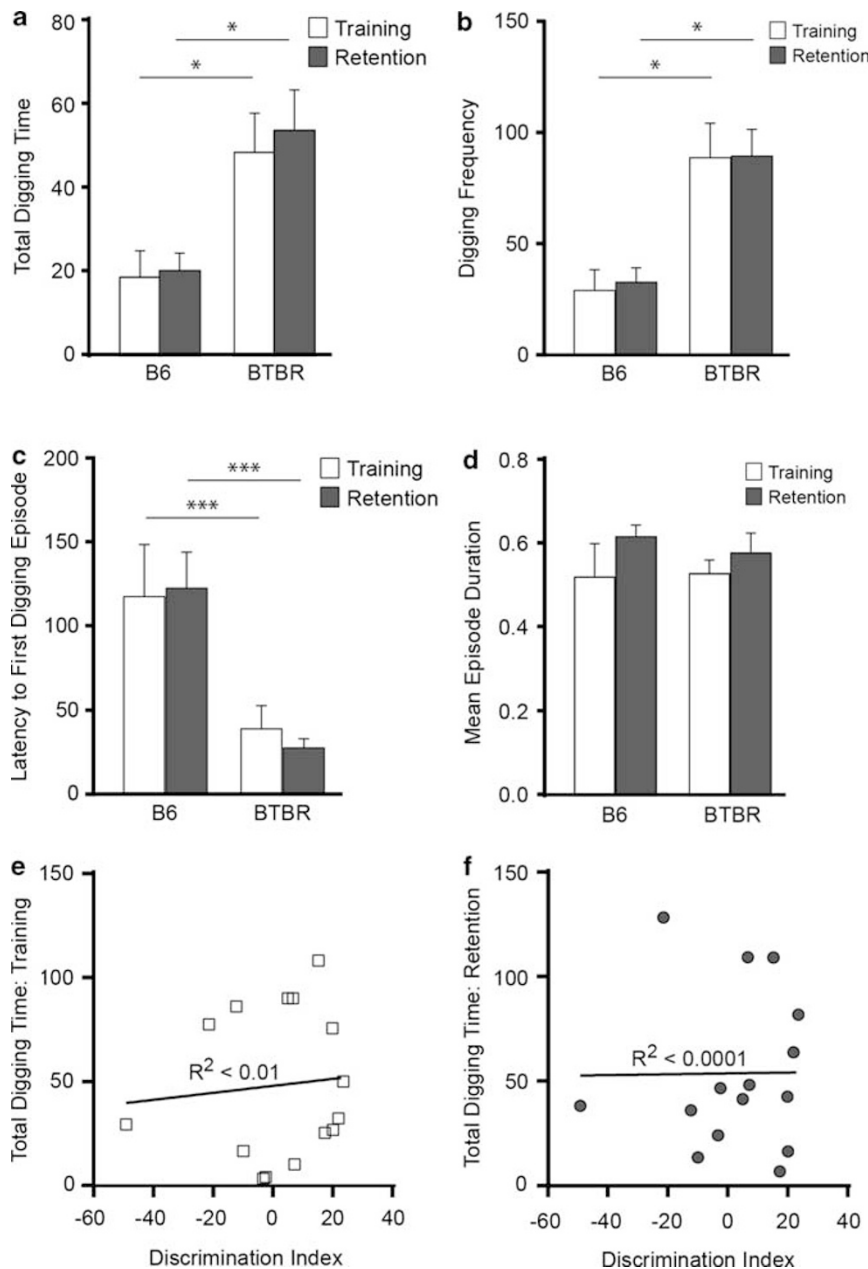 a
80
60
40
20
0
Total Digging Time
*
*
Training
Retention
B6
BTBR
b
150
100
50
0
Digging Frequency
*
*
Training
Retention
B6
BTBR
c
200
150
100
50
0
Latency to First Digging Episode
***
***
Training
Retention
B6
BTBR
d
0.8
0.6
0.4
0.2
0.0
Mean Episode Duration
Training
Retention
B6
BTBR
e
150
100
50
0
Total Digging Time: Training
R² < 0.01
-60 -40 -20 0 20 40
Discrimination Index
f
150
100
50
0
Total Digging Time: Retention
R² < 0.0001
-60 -40 -20 0 20 40
Discrimination Index